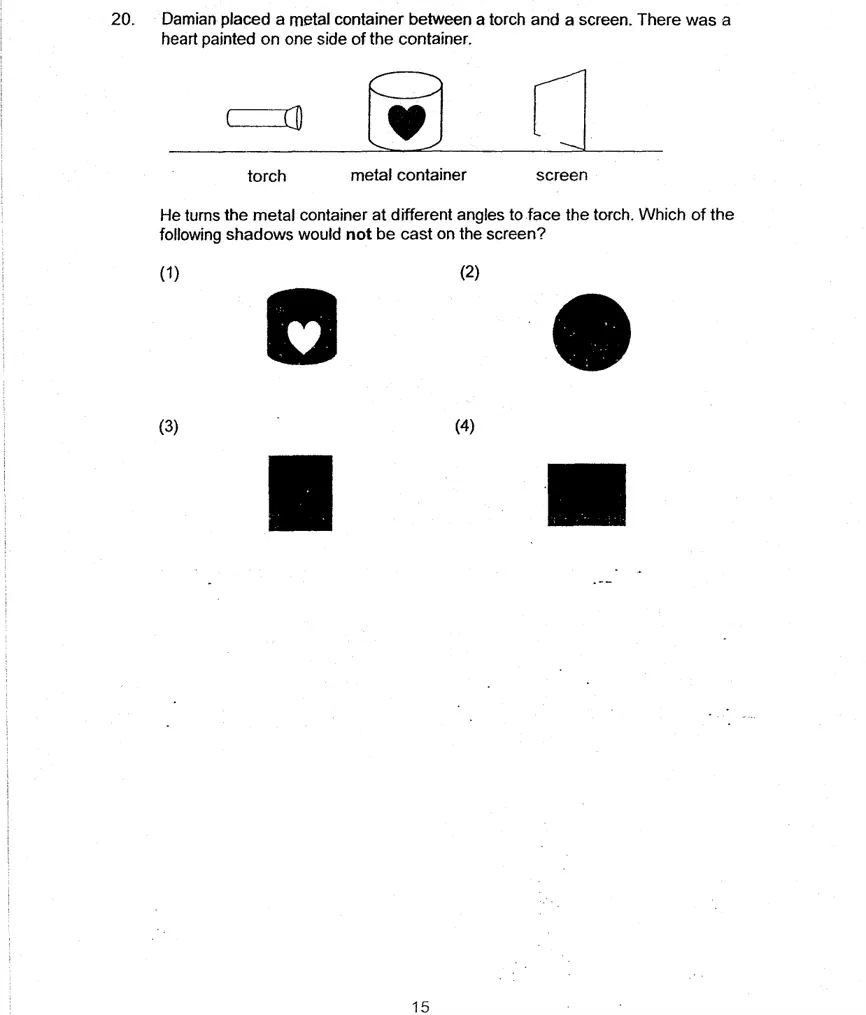 20. Damian placed a metal container between a torch and a screen. There was a
heart painted on one side of the container.
torch metal container screen
He turns the metal container at different angles to face the torch. Which of the
following shadows would not be cast on the screen?
(1) (2)
(3) (4)
15